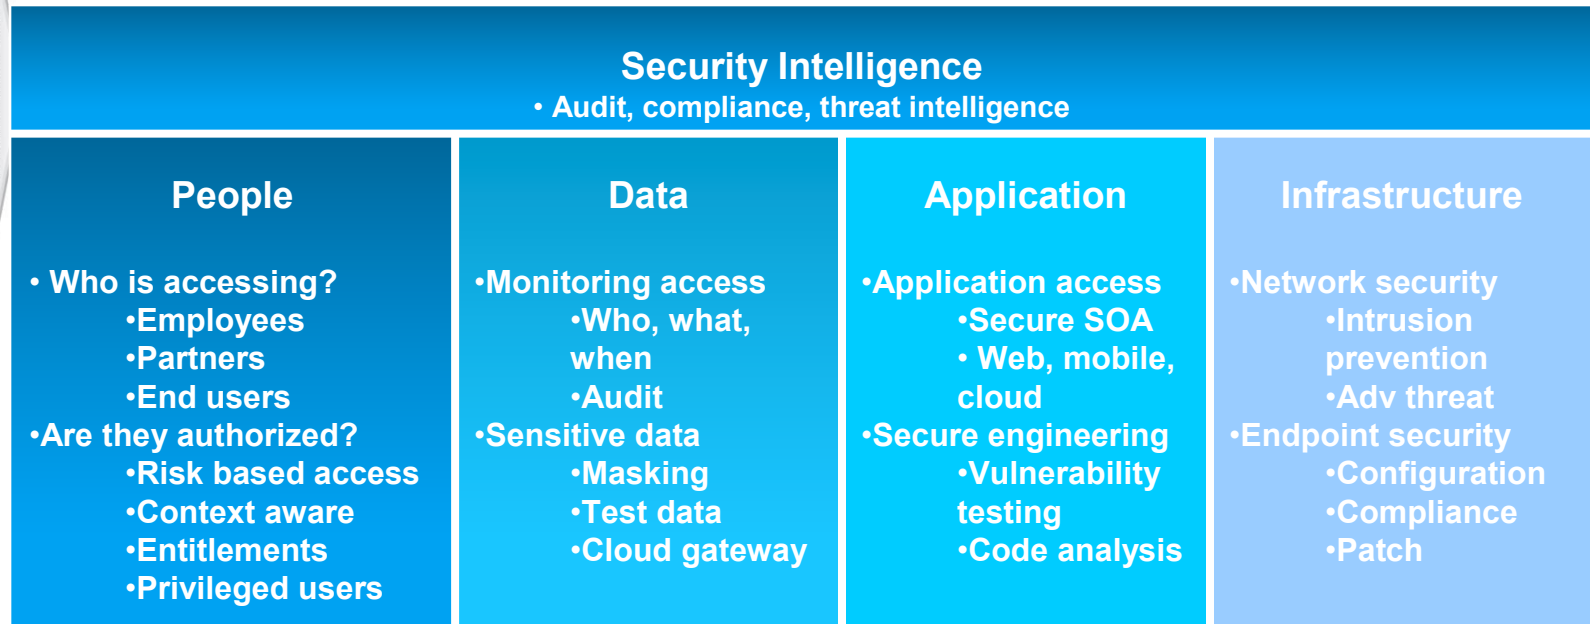 Security Intelligence
• Audit, compliance, threat intelligence
People
• Who is accessing?
•Employees
•Partners
•End users
•Are they authorized?
•Risk based access
•Context aware
•Entitlements
•Privileged users
Data
•Monitoring access
•Who, what,
when
•Audit
•Sensitive data
•Masking
•Test data
•Cloud gateway
Application
•Application access
•Secure SOA
• Web, mobile,
cloud
•Secure engineering
•Vulnerability
testing
•Code analysis
Infrastructure
•Network security
•Intrusion
prevention
•Adv threat
•Endpoint security
•Configuration
•Compliance
•Patch